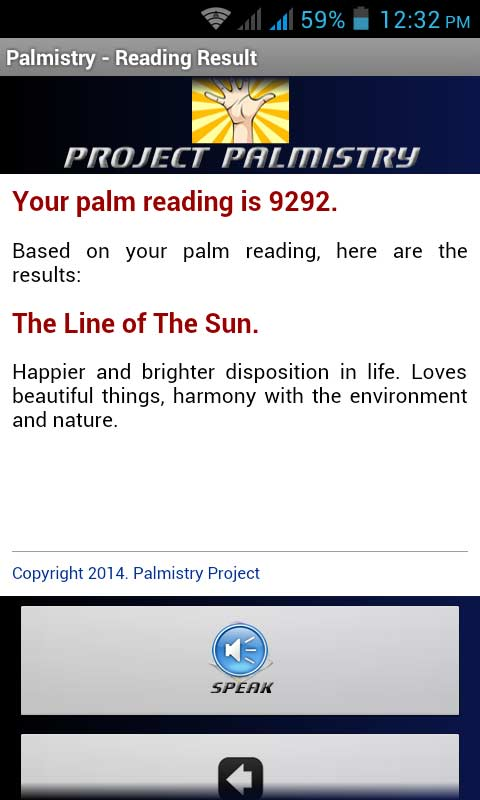 59% 12:32 PM
Palmistry - Reading Result
PROJECT PALMISTRY
Your palm reading is 9292.
Based on your palm reading, here are the
results:
The Line of The Sun.
Happier and brighter disposition in life. Loves
beautiful things, harmony with the environment
and nature.
Copyright 2014. Palmistry Project
SPEAK